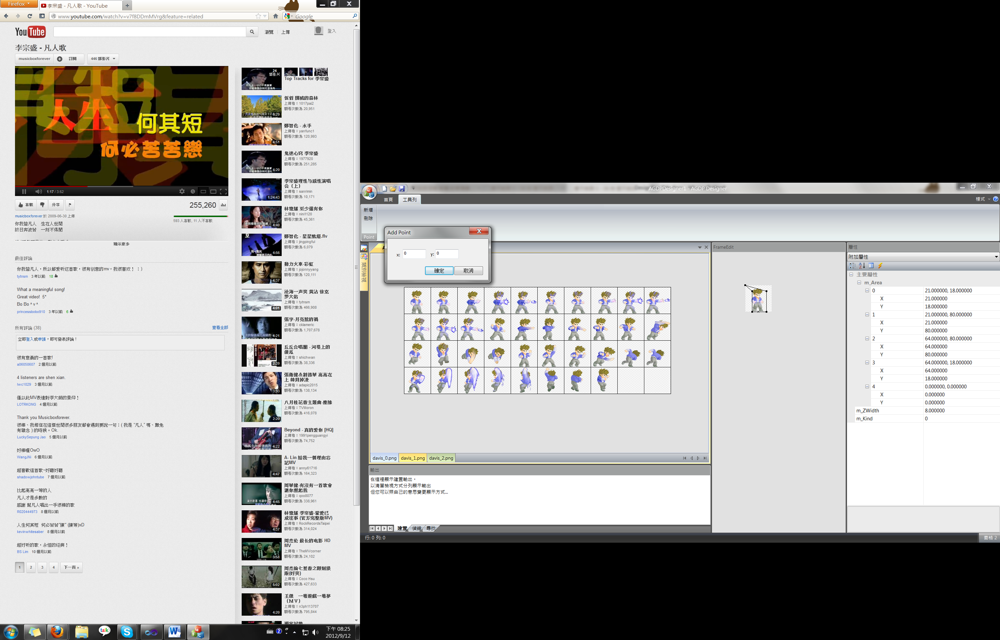 Firefox
李宗盛 - 凡人歌 - YouTube
www.youtube.com/watch?v=v7f8DDmMVrg&feature=related
Google
YouTube
瀏覽
上傳
登入
李宗盛 - 凡人歌
musicboxforever
訂閱
446 部影片
人生 何其短
何必苦苦戀
1:17 / 3:52
喜歡
分享
255,260
musicboxforever 於 2009-06-30 上傳
593 人喜歡, 11 人不喜歡
你我皆凡人 生在人世間
終日奔波苦 一刻不得閒
顯示更多
最佳評論
你我皆凡人，所以都爱听这首歌，很有创意的mv，我很喜欢！：）
tytnsm 3 年以前 18
What a meaningful song!
Great video! 5*
Bo Bo ^ v ^
princessbobo910 3 年以前 6
所有評論 (38)
查看全部
立即登入或申請，即可發表評論！
很有意義的一首歌!
a06050607 2 個月以前
4 listeners are shen xian.
lwc1029 3 個月以前
僅以此MV表達對李大師的景仰！
LOTRKONG 4 個月以前
Thank you Musicboxforever.
很棒、我相信在這個世間很多朋友都會遇到要說一句：( 我是 "凡人" 嗎、難免
有雜念 ) 的時候。Ok.
LuckySepung Jao 5 個月以前
好棒喔OwO
WangJNi 6 個月以前
超喜歡這首歌~好聽好聽
shadowjohntube 7 個月以前
比起高高一等的人
凡人才是多數的
感謝 幫凡人唱出一手很棒的歌
R020444973 8 個月以前
人生何其短 何必苦苦"練" (練等)xD
kevinwhitesaber 8 個月以前
超好听的歌，永恒的经典！
BS Lim 10 個月以前
1
2
3
4
下一頁 »
24
部影片
Top Tracks for 李宗盛
伍佰 挪威的森林
上傳者：1017pai2
觀看次數為 20,951
6:29
鄭智化 - 水手
上傳者：yanfunc1
觀看次數為 120,993
4:51
鬼迷心竅 李宗盛
上傳者：1977920
觀看次數為 251,285
4:20
李宗盛理性与感性演唱
会〔上〕
上傳者：sanrimin
觀看次數為 10,171
1:24:43
林憶蓮 至少還有你
上傳者：nini1120
觀看次數為 45,361
4:40
鄭智化 - 星星點燈.flv
上傳者：jingpingful
觀看次數為 6,079
4:56
動力火車-彩虹
上傳者：jojonnyyang
觀看次數為 120,111
4:37
沧海一声笑 黄沾 徐克
罗大佑
上傳者：tytnsm
觀看次數為 466,908
4:01
張宇-月亮惹的禍
上傳者：cklameric
觀看次數為 1,707,678
4:21
丘丘合唱團 - 河堤上的
傻瓜
上傳者：shichwan
觀看次數為 38,336
2:39
張衛健&劉德華 高高在
上 帥到掉渣
上傳者：adapic2015
觀看次數為 138,134
3:33
八月桂花香主題曲-塵緣
上傳者：TVMoron
觀看次數為 416,078
2:20
Beyond - 真的爱你 [HQ]
上傳者：1991pengguangyi
觀看次數為 74,752
4:22
A- Lin 給我一個理由忘
記MV
上傳者：anny61716
觀看次數為 164,323
4:47
周華健-有沒有一首歌會
讓你想起我
上傳者：qoo8077
觀看次數為 338,961
4:45
林憶蓮 李宗盛-當愛已
成往事 (官方完整版MV)
上傳者：RockRecordsTaipei
觀看次數為 314,024
4:37
周杰伦 最长的电影 HD
MV
上傳者：TheMVcorner
觀看次數為 24,102
3:58
周杰倫七里香之限制級
版(好笑)
上傳者：Coco Hsu
觀看次數為 427,633
5:02
王傑 一場遊戲一場夢
（MV）
上傳者：n3ph113707
觀看次數為 795,844
4:20
talk
下午 08:25
2012/9/12
AGDPDesigner1 - AGDP Designer
首頁
工具列
樣式
新增
刪除
Point
Add Point
x: 0
y: 0
確定
取消
類別檢視
davis_0.png
davis_1.png
davis_2.png
輸出
在這裡顯示建置輸出。
以清單檢視方式分列顯示輸出
但您可以照自己的意思變更顯示方式...
建置
偵錯
尋找
行: 0 列: 0
FrameEdit
屬性
附加屬性
主要屬性
m_Area
0 21.000000, 18.000000
X 21.000000
Y 18.000000
1 21.000000, 80.000000
X 21.000000
Y 80.000000
2 64.000000, 80.000000
X 64.000000
Y 80.000000
3 64.000000, 18.000000
X 64.000000
Y 18.000000
4 0.000000, 0.000000
X 0.000000
Y 0.000000
m_ZWidth 8.000000
m_Kind 0
窗格 2